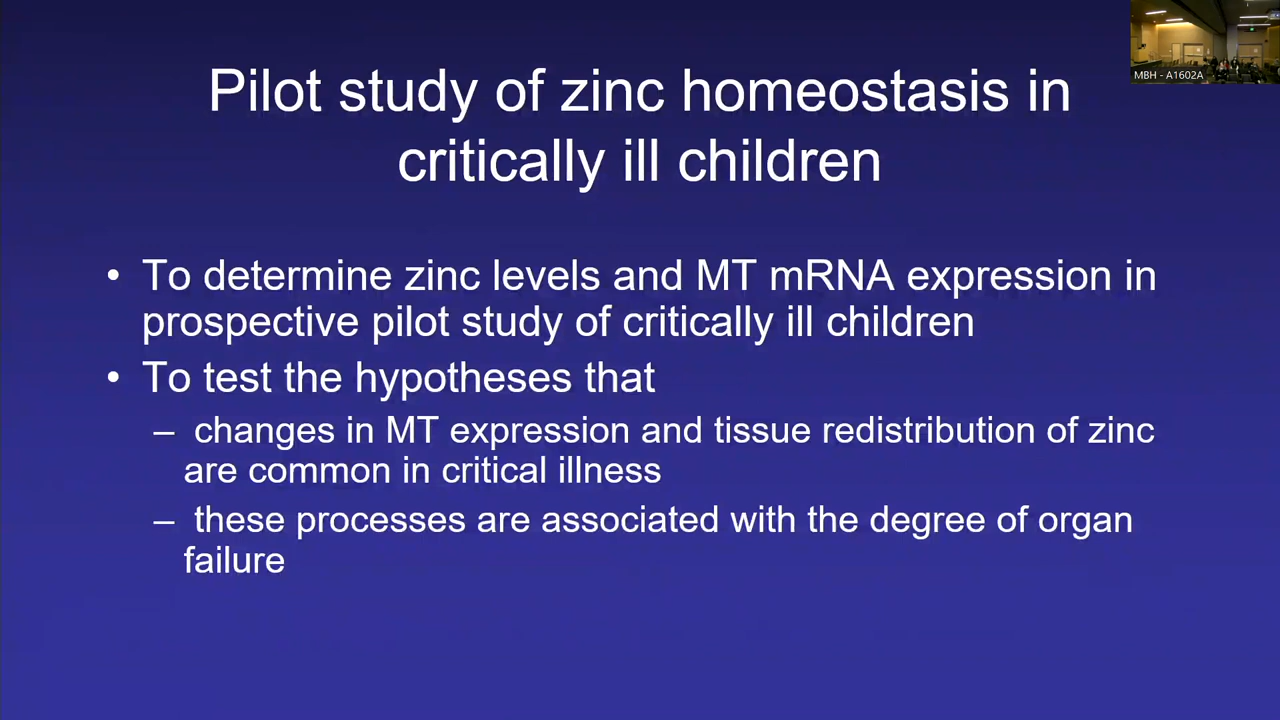 MBH - A1602A
Pilot study of zinc homeostasis in
critically ill children
• To determine zinc levels and MT mRNA expression in
prospective pilot study of critically ill children
• To test the hypotheses that
– changes in MT expression and tissue redistribution of zinc
are common in critical illness
– these processes are associated with the degree of organ
failure